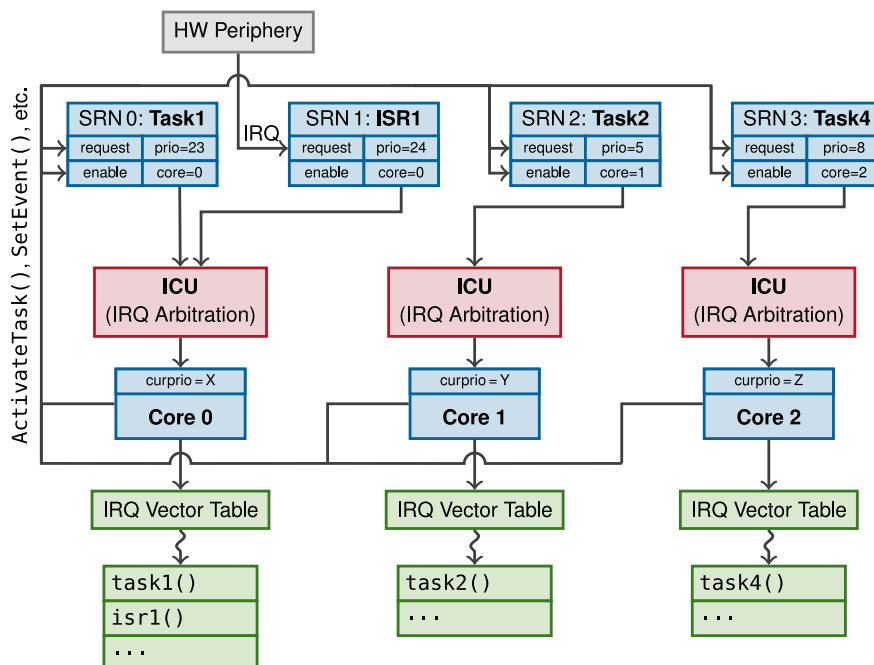 HW Periphery
ActivateTask(), SetEvent(), etc.
SRN 0: Task1
request prio=23
enable core=0
IRQ
SRN 1: ISR1
request prio=24
enable core=0
SRN 2: Task2
request prio=5
enable core=1
SRN 3: Task4
request prio=8
enable core=2
ICU
(IRQ Arbitration)
ICU
(IRQ Arbitration)
ICU
(IRQ Arbitration)
curprio = X
Core 0
curprio = Y
Core 1
curprio = Z
Core 2
IRQ Vector Table
IRQ Vector Table
IRQ Vector Table
task1()
isr1()
...
task2()
...
task4()
...